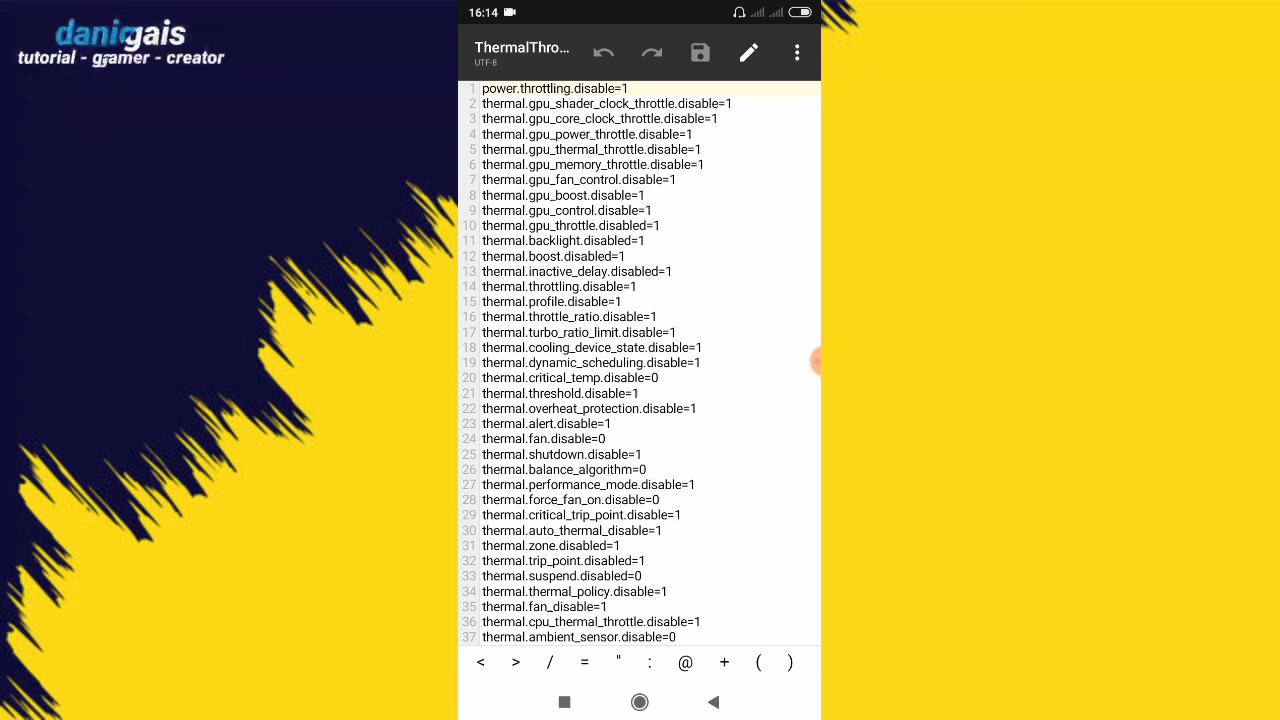 danigais
tutorial - gamer - creator
16:14
ThermalThro...
UTF-8
1 power.throttling.disable=1
2 thermal.gpu_shader_clock_throttle.disable=1
3 thermal.gpu_core_clock_throttle.disable=1
4 thermal.gpu_power_throttle.disable=1
5 thermal.gpu_thermal_throttle.disable=1
6 thermal.gpu_memory_throttle.disable=1
7 thermal.gpu_fan_control.disable=1
8 thermal.gpu_boost.disable=1
9 thermal.gpu_control.disable=1
10 thermal.gpu_throttle.disabled=1
11 thermal.backlight.disabled=1
12 thermal.boost.disabled=1
13 thermal.inactive_delay.disabled=1
14 thermal.throttling.disable=1
15 thermal.profile.disable=1
16 thermal.throttle_ratio.disable=1
17 thermal.turbo_ratio_limit.disable=1
18 thermal.cooling_device_state.disable=1
19 thermal.dynamic_scheduling.disable=1
20 thermal.critical_temp.disable=0
21 thermal.threshold.disable=1
22 thermal.overheat_protection.disable=1
23 thermal.alert.disable=1
24 thermal.fan.disable=0
25 thermal.shutdown.disable=1
26 thermal.balance_algorithm=0
27 thermal.performance_mode.disable=1
28 thermal.force_fan_on.disable=0
29 thermal.critical_trip_point.disable=1
30 thermal.auto_thermal_disable=1
31 thermal.zone.disabled=1
32 thermal.trip_point.disabled=1
33 thermal.suspend.disabled=0
34 thermal.thermal_policy.disable=1
35 thermal.fan_disable=1
36 thermal.cpu_thermal_throttle.disable=1
37 thermal.ambient_sensor.disable=0
< > / = " : @ + ( )